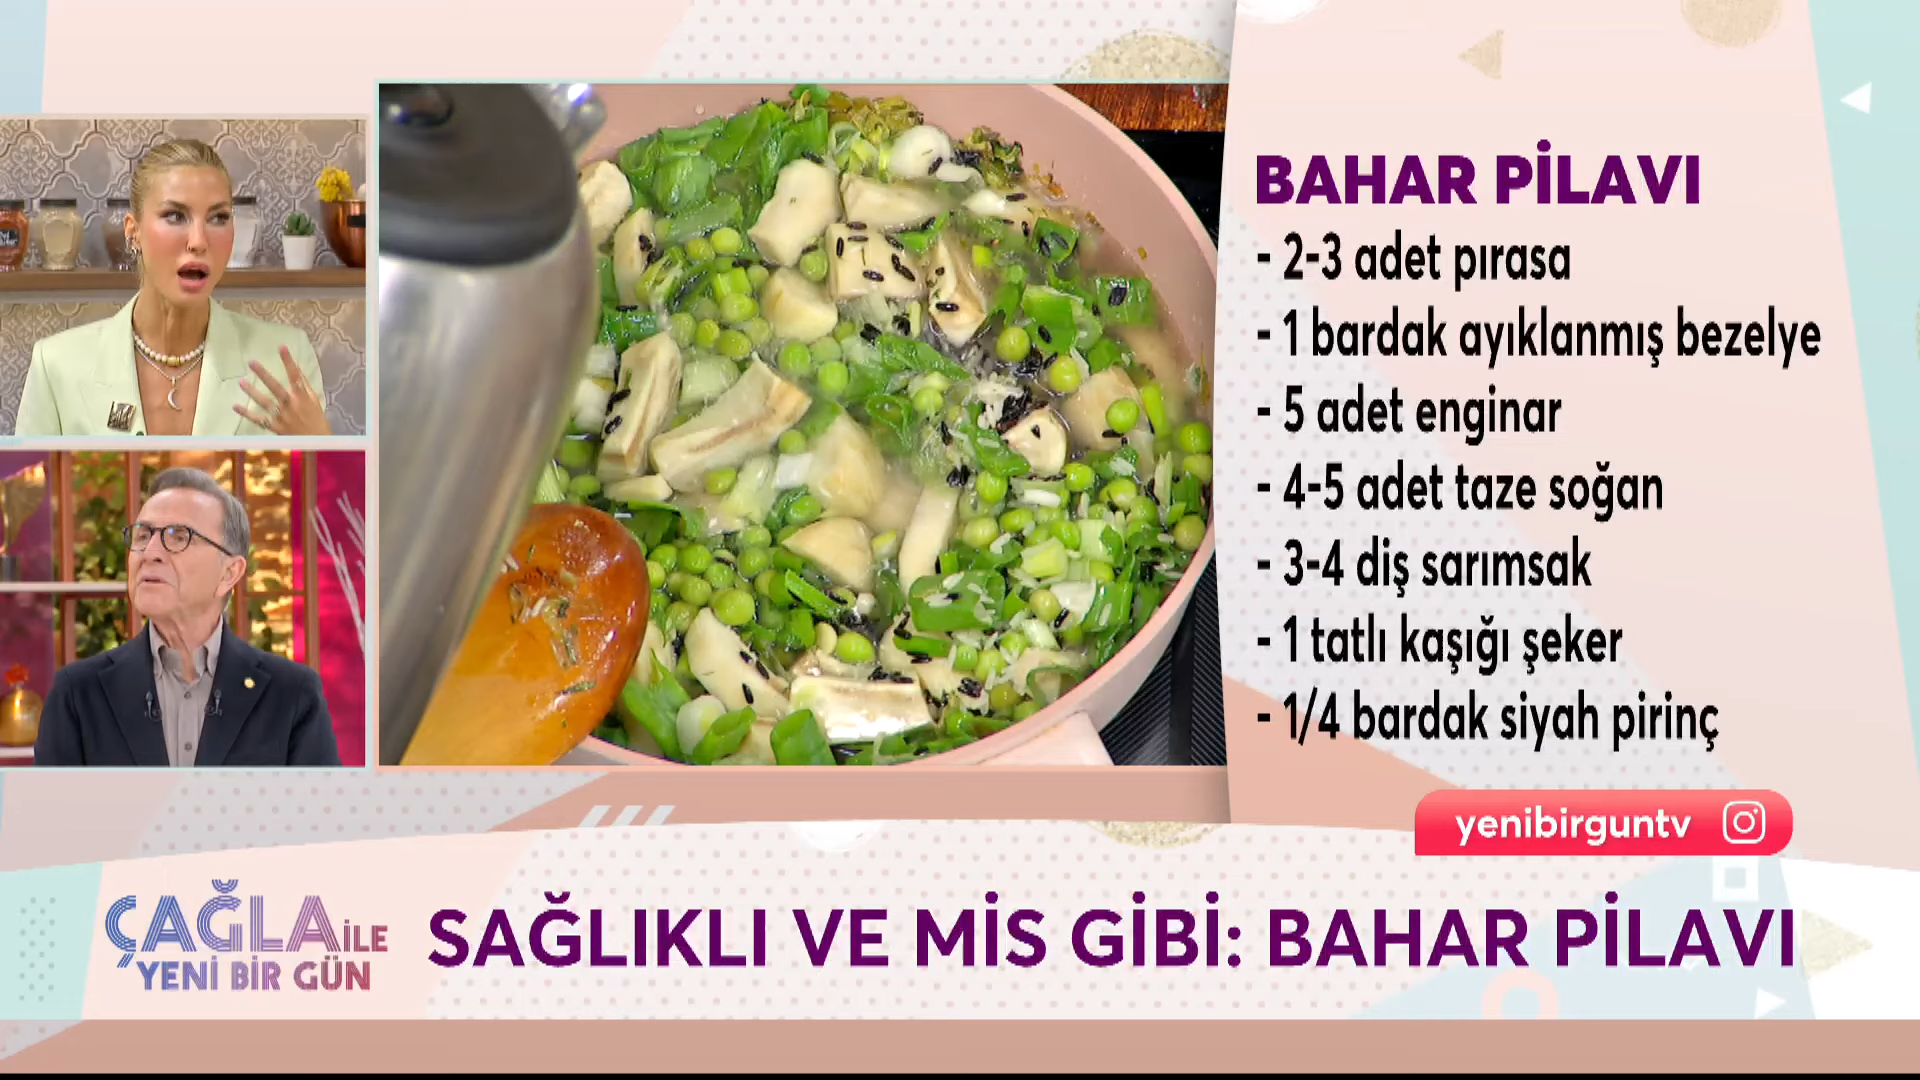 BAHAR PİLAVI
- 2-3 adet pırasa
- 1 bardak ayıklanmış bezelye
- 5 adet enginar
- 4-5 adet taze soğan
- 3-4 diş sarımsak
- 1 tatlı kaşığı şeker
- 1/4 bardak siyah pirinç
yenibirguntv
ÇAĞLA İLE
YENİ BİR GÜN
SAĞLIKLI VE MİS GİBİ: BAHAR PİLAVI